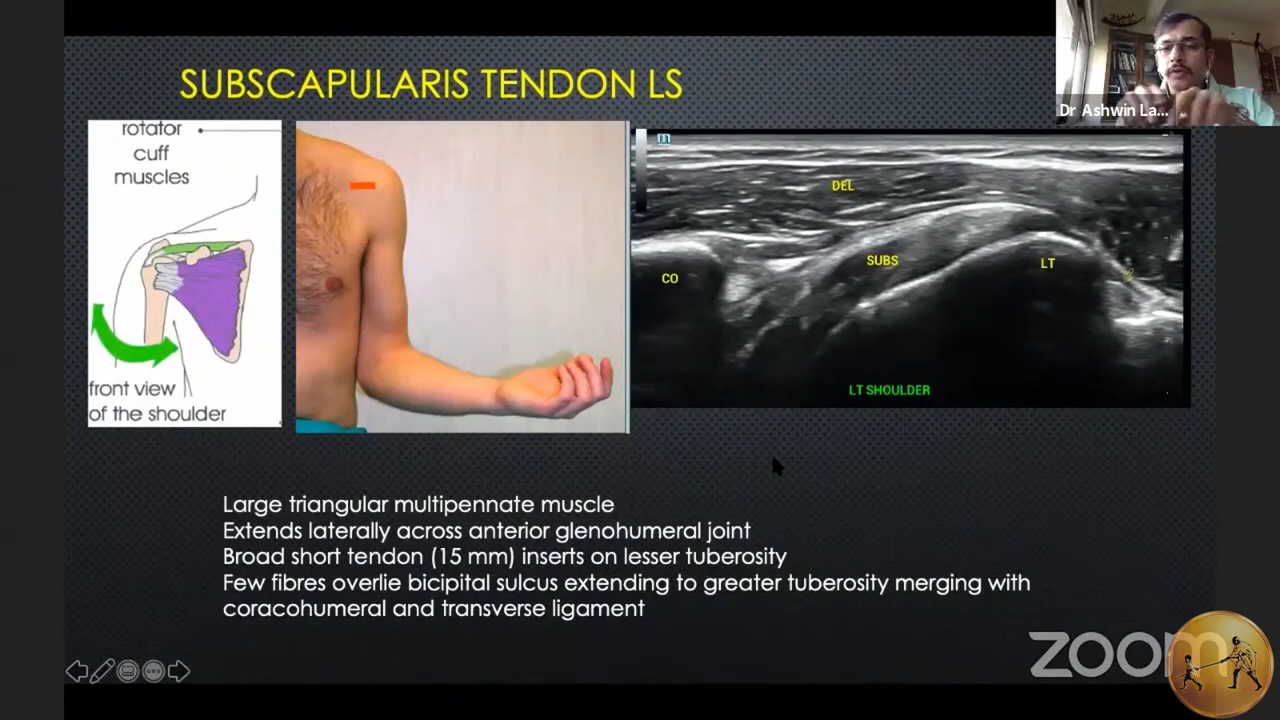 SUBSCAPULARIS TENDON LS
Dr Ashwin La...
rotator
cuff
muscles
front view
of the shoulder
DEL
SUBS
CO
LT
LT SHOULDER
Large triangular multipennate muscle
Extends laterally across anterior glenohumeral joint
Broad short tendon (15 mm) inserts on lesser tuberosity
Few fibres overlie bicipital sulcus extending to greater tuberosity merging with
coracohumeral and transverse ligament
zoom